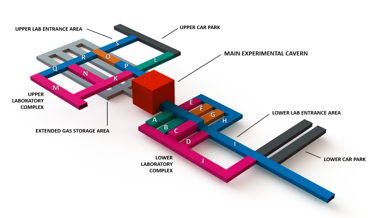 UPPER LAB ENTRANCE AREA
UPPER CAR PARK
S
R
O
L
Q
P
N
K
M
MAIN EXPERIMENTAL CAVERN
UPPER
LABORATORY
COMPLEX
E
F
EXTENDED GAS STORAGE AREA
A
G
H
B
C
LOWER LAB ENTRANCE AREA
D
I
LOWER
LABORATORY
COMPLEX
J
LOWER CAR PARK